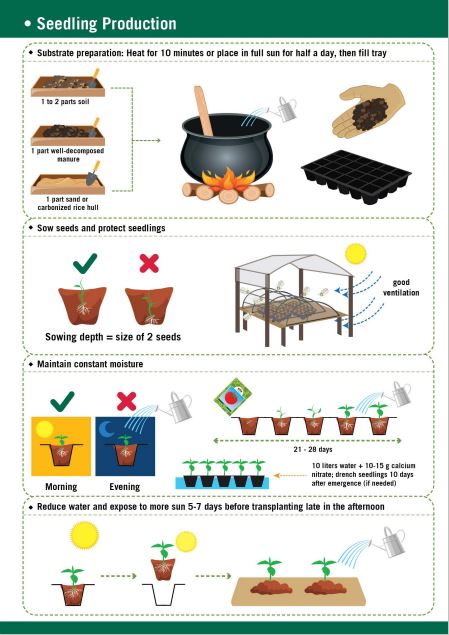 • Seedling Production
◆ Substrate preparation: Heat for 10 minutes or place in full sun for half a day, then fill tray
1 to 2 parts soil
1 part well-decomposed
manure
1 part sand or
carbonized rice hull
◆ Sow seeds and protect seedlings
good
ventilation
Sowing depth = size of 2 seeds
◆ Maintain constant moisture
21 - 28 days
10 liters water + 10-15 g calcium
nitrate; drench seedlings 10 days
after emergence (if needed)
Morning
Evening
◆ Reduce water and expose to more sun 5-7 days before transplanting late in the afternoon